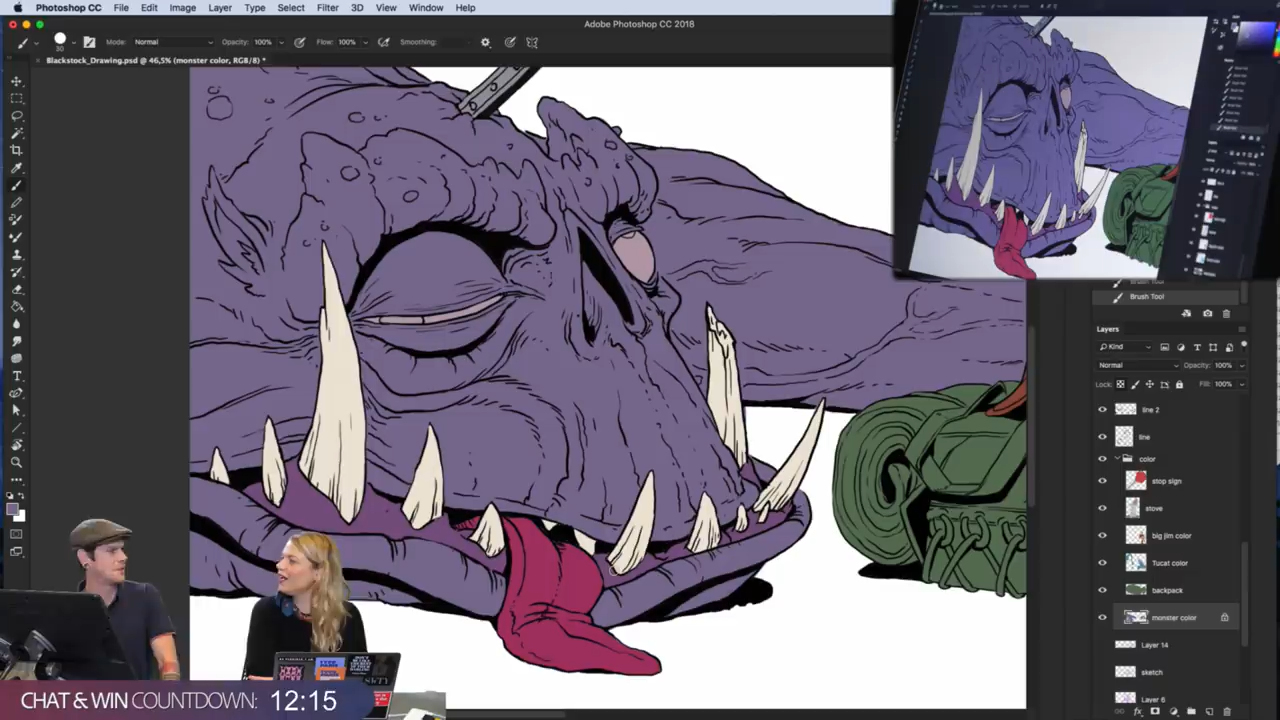 Photoshop CC File Edit Image Layer Type Select Filter 3D View Window Help
Adobe Photoshop CC 2018
30 Mode: Normal Opacity: 100% Flow: 100% Smoothing:
Blackstock_Drawing.psd @ 46,5% (monster color, RGB/8) *
Brush Tool
Brush Tool
Layers
Kind
Normal Opacity: 100%
Lock: Fill: 100%
line 2
line
color
stop sign
stove
big jim color
Tucat color
backpack
monster color
Layer 14
sketch
Layer 6
CHAT & WIN COUNTDOWN: 12:15